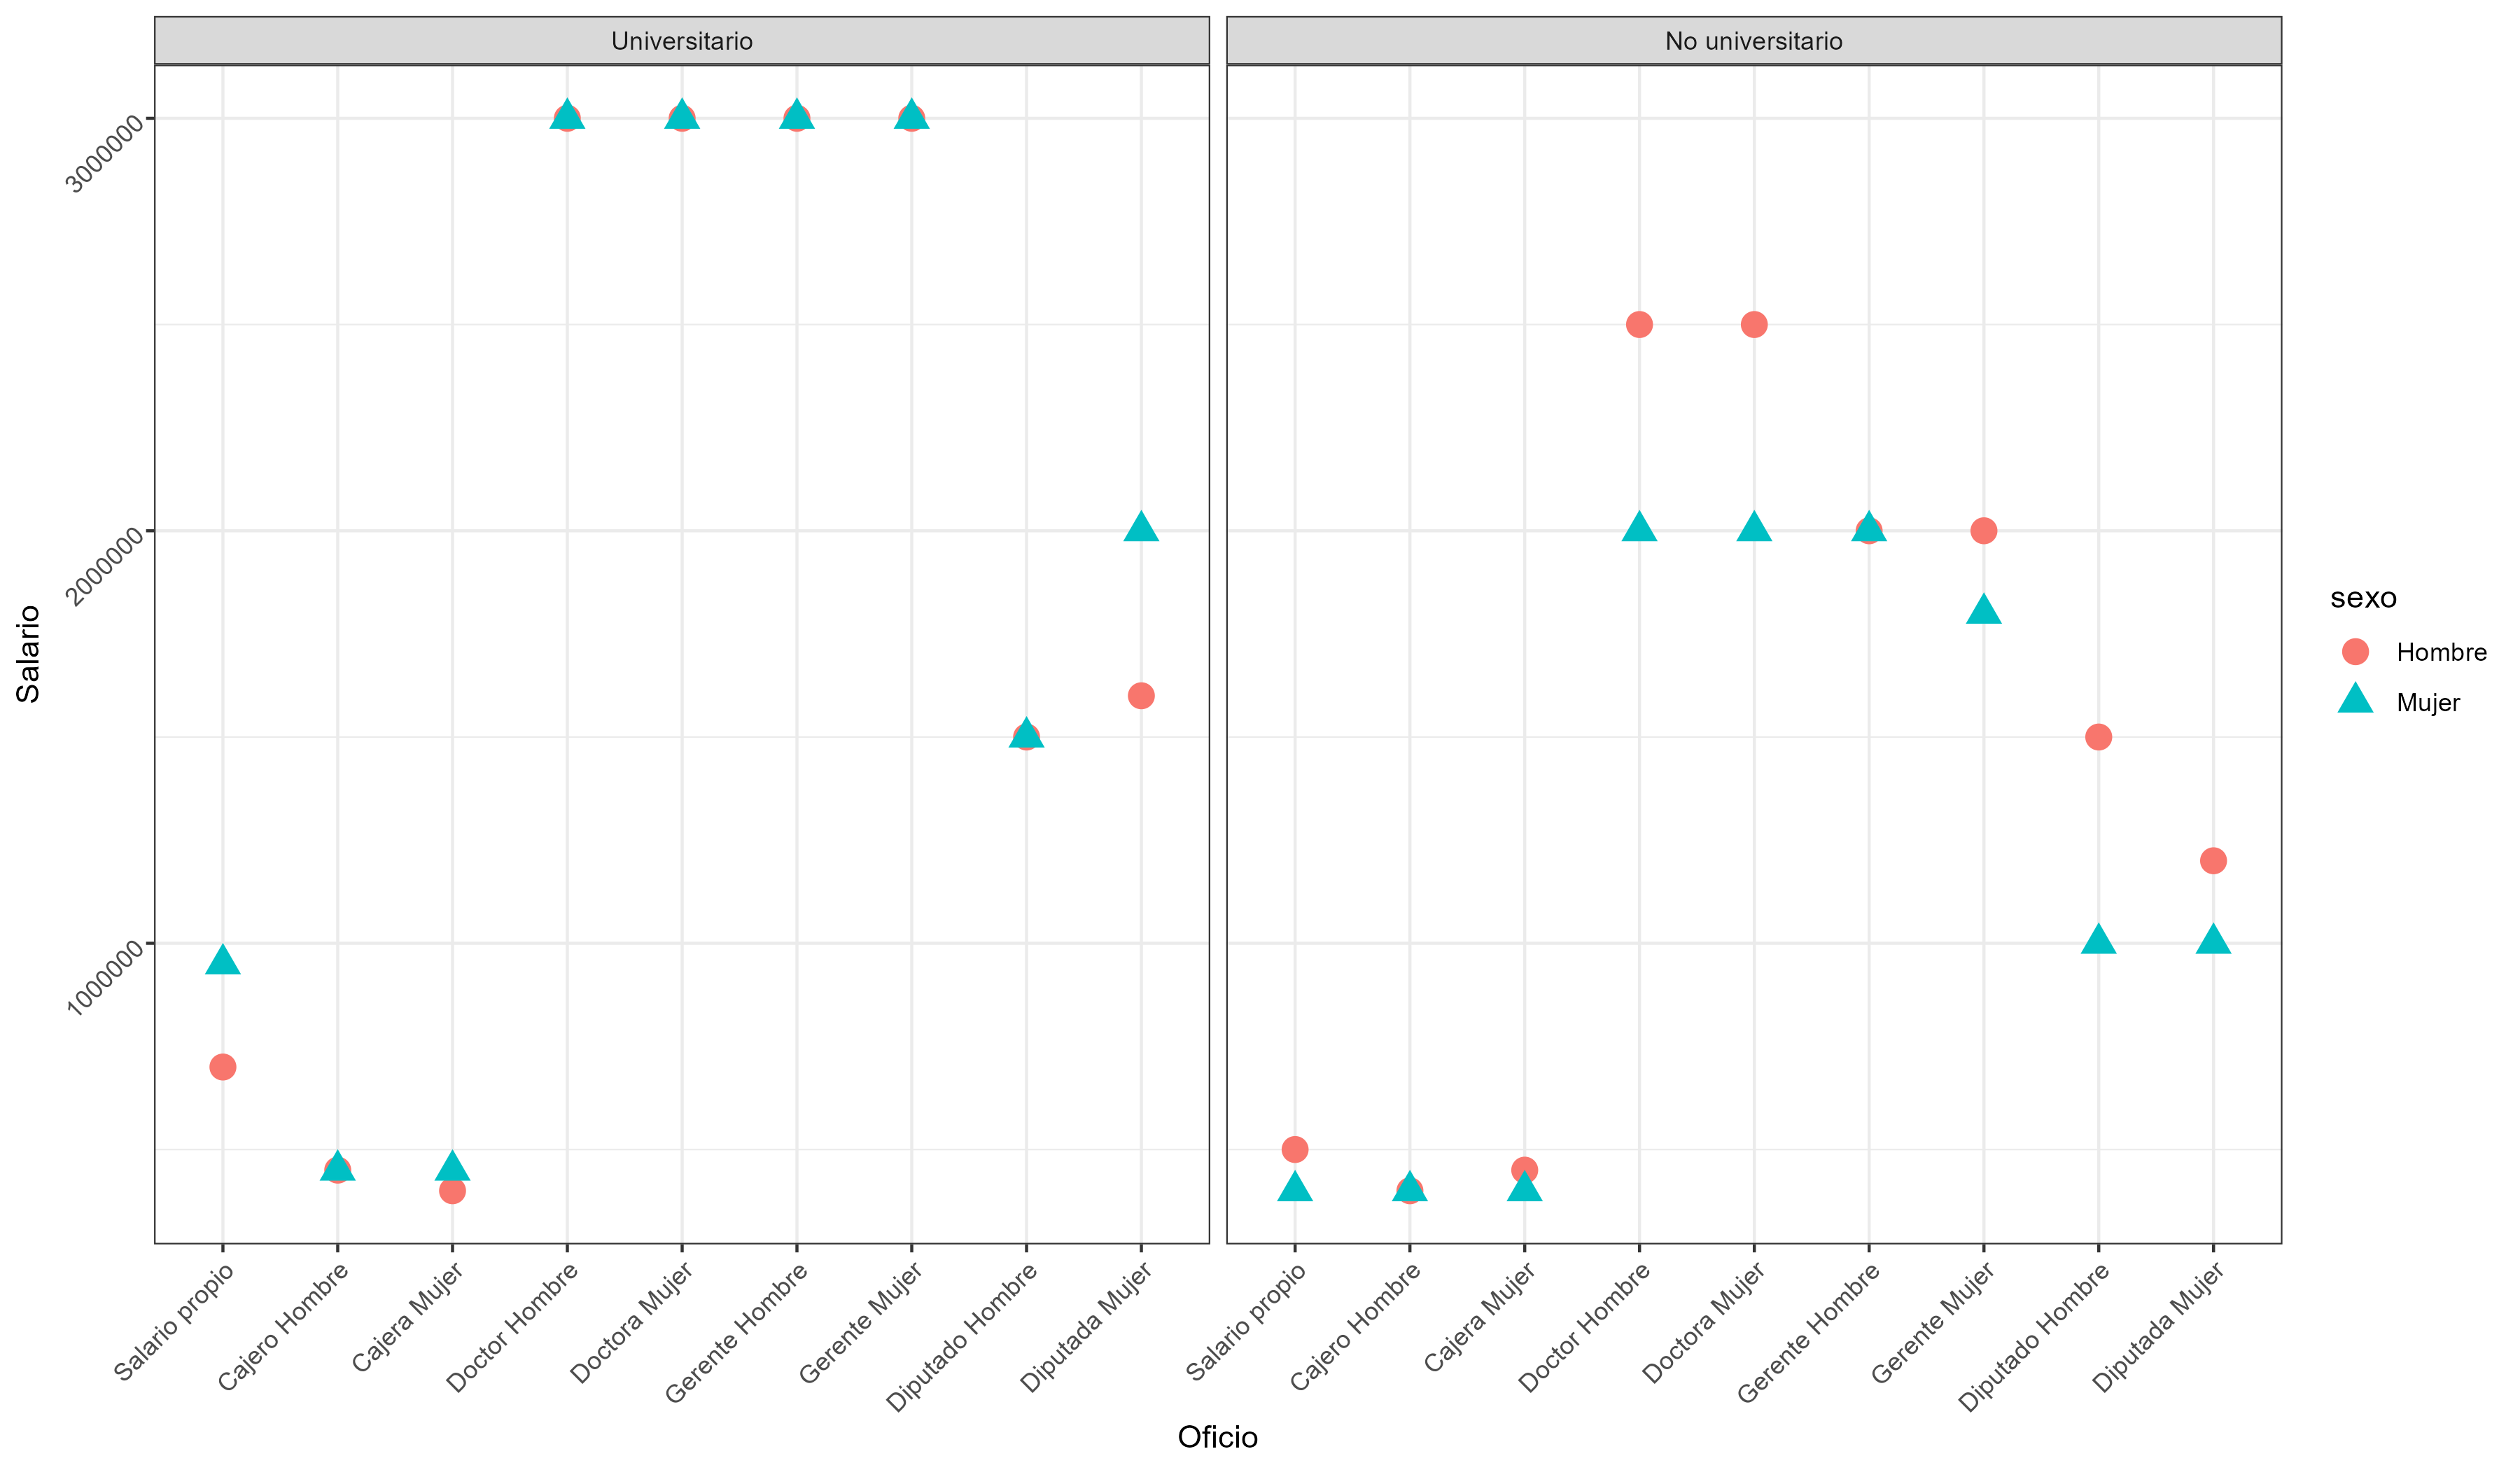 Universitario
No universitario
Salario
3000000
2000000
1000000
Salario propio
Cajero Hombre
Cajera Mujer
Doctor Hombre
Doctora Mujer
Gerente Hombre
Gerente Mujer
Diputado Hombre
Diputada Mujer
Salario propio
Cajero Hombre
Cajera Mujer
Doctor Hombre
Doctora Mujer
Gerente Hombre
Gerente Mujer
Diputado Hombre
Diputada Mujer
Oficio
sexo
Hombre
Mujer